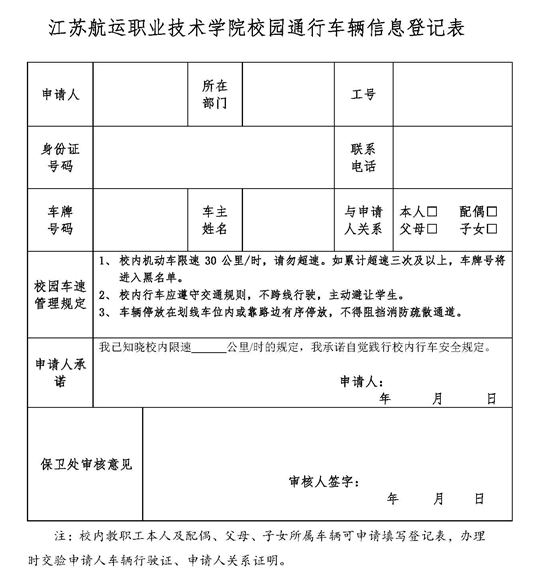 江苏航运职业技术学院校园通行车辆信息登记表
申请人
所在
部门
工号
身份证
号码
联系
电话
车牌
号码
车主
姓名
与申请
人关系
本人□ 配偶□
父母□ 子女□
校园车速
管理规定
1、 校内机动车限速 30 公里/时，请勿超速。如累计超速三次及以上，车牌号将
进入黑名单。
2、 校内行车应遵守交通规则，不跨线行驶，主动避让学生。
3、 车辆停放在划线车位内或靠路边有序停放，不得阻挡消防疏散通道。
申请人承
诺
我已知晓校内限速______公里/时的规定，我承诺自觉践行校内行车安全规定。
申请人：
年 月 日
保卫处审核意见
审核人签字：
年 月 日
注：校内教职工本人及配偶、父母、子女所属车辆可申请填写登记表，办理
时交验申请人车辆行驶证、申请人关系证明。